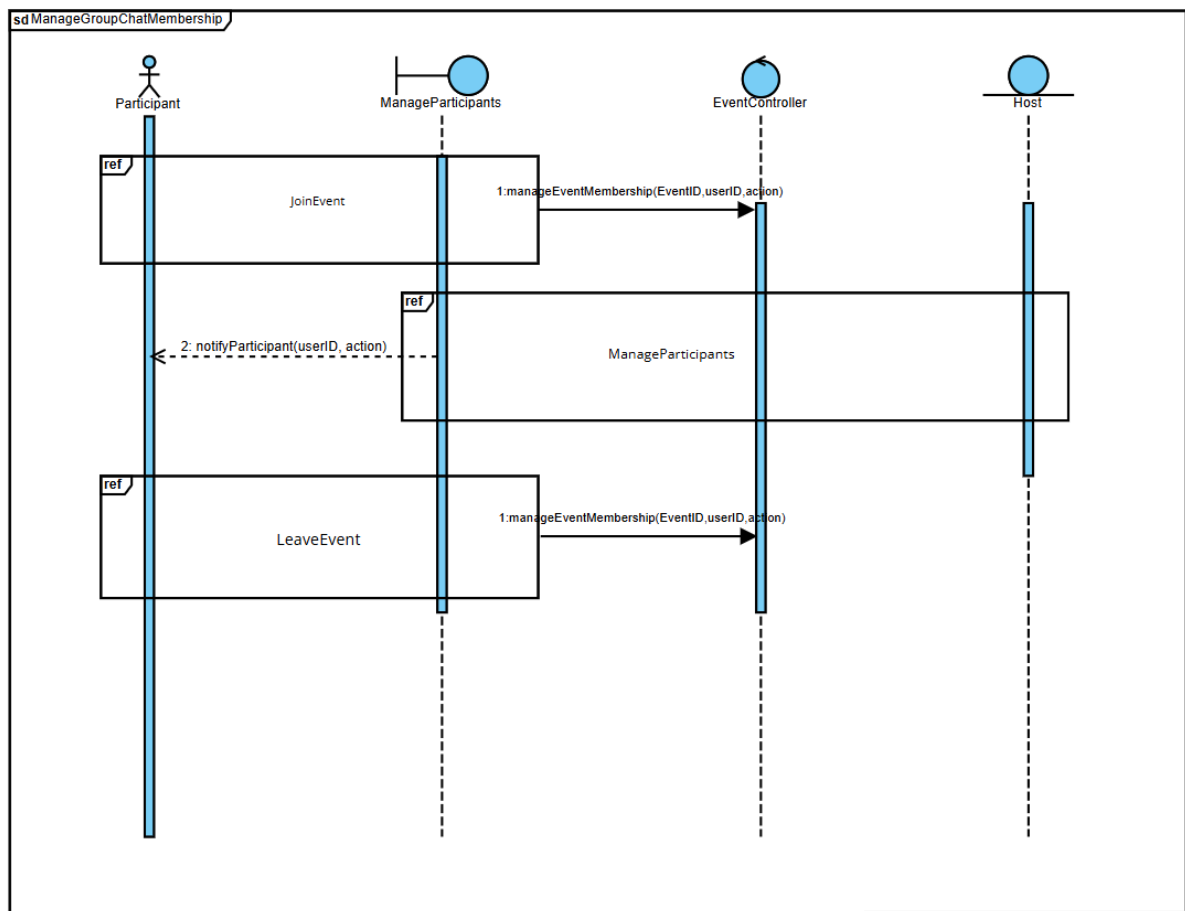 sd ManageGroupChatMembership
Participant
ManageParticipants
EventController
Host
ref
JoinEvent
1:manageEventMembership(EventID,userID,action)
ref
2: notifyParticipant(userID, action)
ManageParticipants
ref
LeaveEvent
1:manageEventMembership(EventID,userID,action)